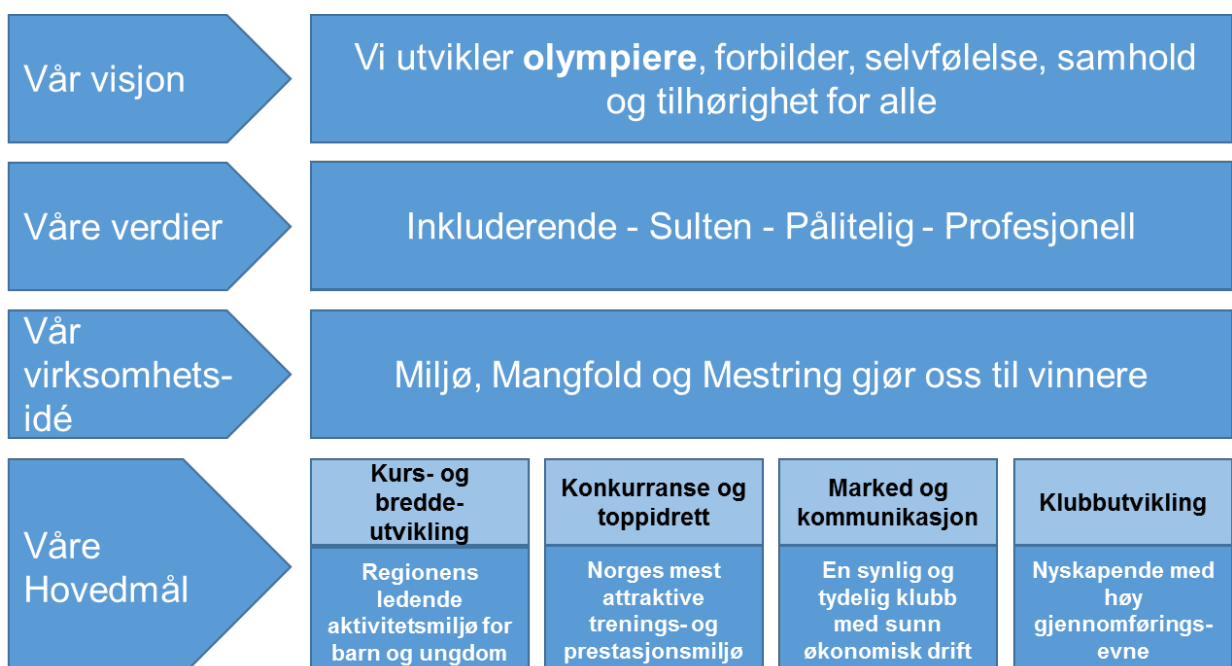 Vår visjon
Vi utvikler olympiere, forbilder, selvfølelse, samhold
og tilhørighet for alle
Våre verdier
Inkluderende - Sulten - Pålitelig - Profesjonell
Vår
virksomhets-
idé
Miljø, Mangfold og Mestring gjør oss til vinnere
Våre
Hovedmål
Kurs- og
bredde-
utvikling
Regionens
ledende
aktivitetsmiljø for
barn og ungdom
Konkurranse og
toppidrett
Norges mest
attraktive
trenings- og
prestasjonsmiljø
Marked og
kommunikasjon
En synlig og
tydelig klubb
med sunn
økonomisk drift
Klubbutvikling
Nyskapende med
høy
gjennomførings-
evne